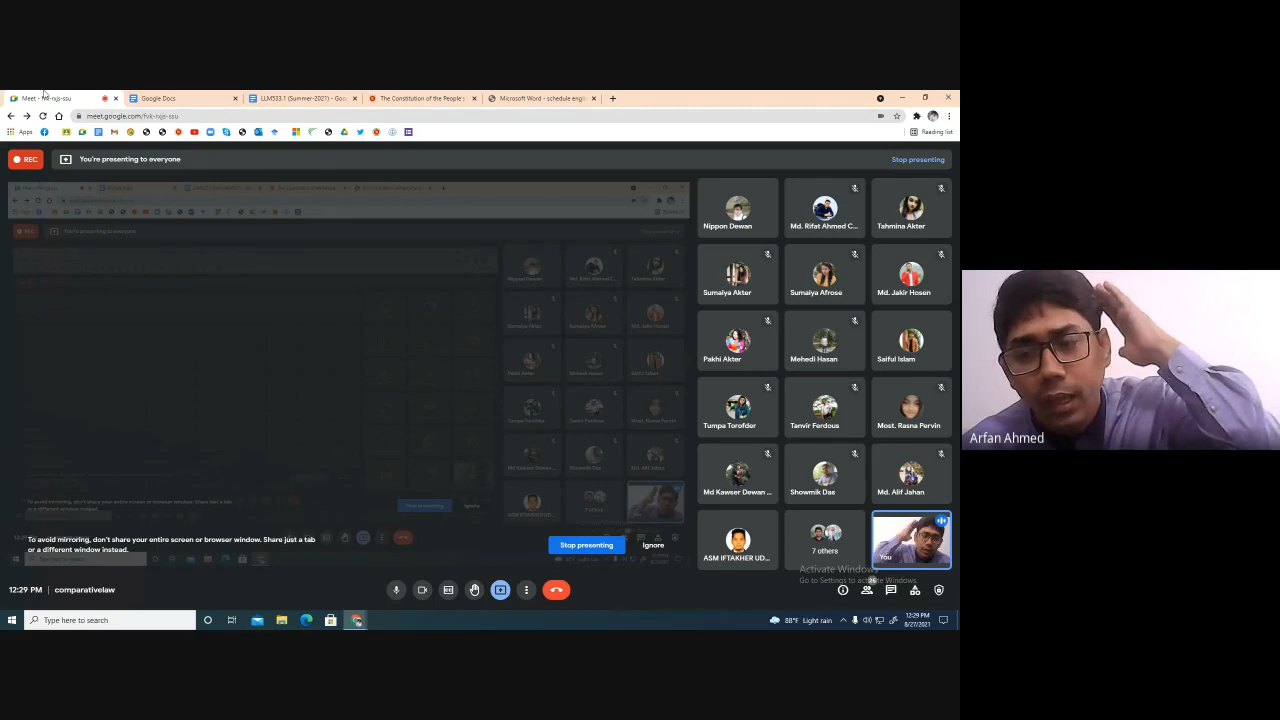 Meet - fvk-rxjs-ssu
Google Docs
LLM533.1 (Summer-2021) - Goo
The Constitution of the People's
Microsoft Word - schedule engl
meet.google.com/fvk-rxjs-ssu
Apps
Reading list
REC
You're presenting to everyone
Stop presenting
Nippon Dewan
Md. Rifat Ahmed C...
Tahmina Akter
Sumaiya Akter
Sumaiya Afrose
Md. Jakir Hosen
Pakhi Akter
Mehedi Hasan
Saiful Islam
Tumpa Torofder
Tanvir Ferdous
Most. Rasna Pervin
Md Kawser Dewan ...
Showmik Das
Md. Alif Jahan
ASM IFTAKHER UD...
7 others
You
To avoid mirroring, don't share your entire screen or browser window. Share just a tab
or a different window instead.
Stop presenting
Ignore
Activate Windows
Go to Settings to activate Windows.
12:29 PM
comparativelaw
26
Type here to search
88°F Light rain
12:29 PM
8/27/2021
Arfan Ahmed